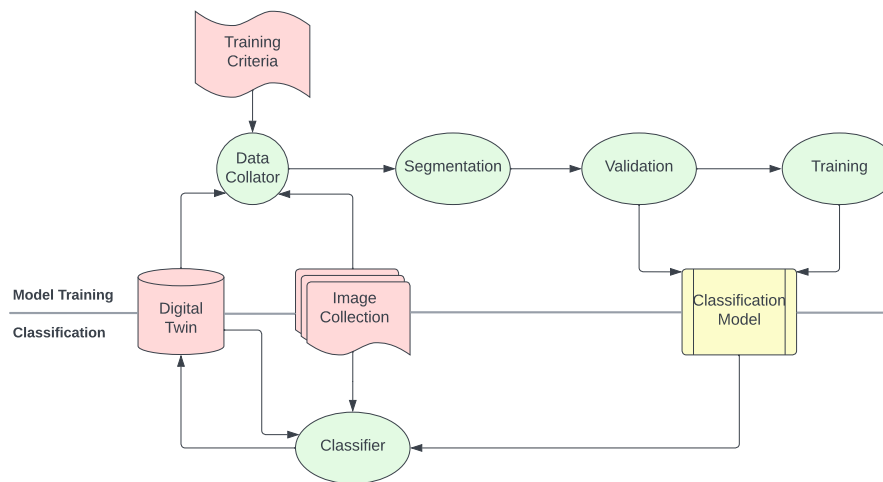 Training
Criteria
Data
Collator
Segmentation
Validation
Training
Model Training
Classification
Digital
Twin
Image
Collection
Classification
Model
Classifier